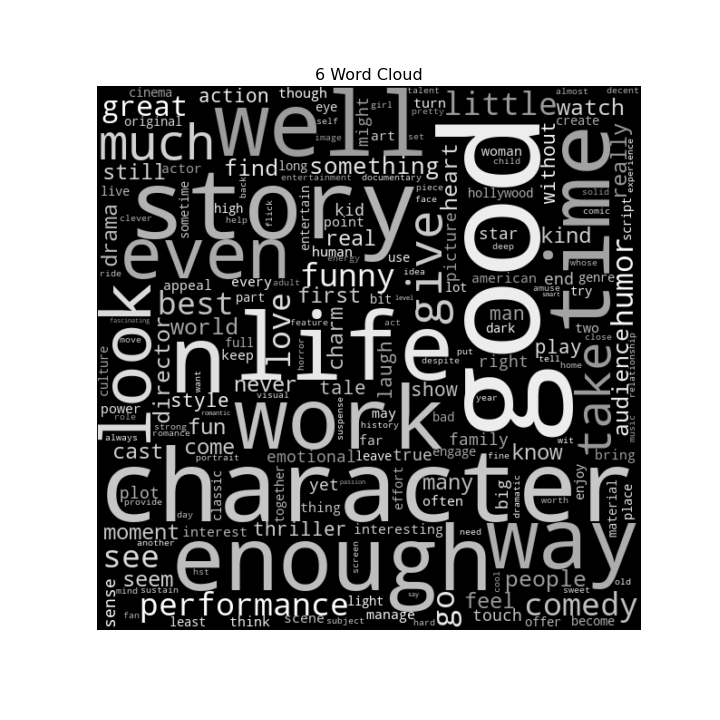 6 Word Cloud
cinema
talent
almost
decent
great
action
though
eye
turn
little
watch
original
much
well
might
girl
pretty
create
self
art
set
image
still
actor
find
long
something
heart
good
woman
child
without
time
really
experience
entertainment
documentary
live
story
sometime
back
high
help
flick
entertain
kid
point
real
piece
face
hollywood
solid
comic
script
drama
clever
even
human
energy
use
idea
give
picture
star
deep
kind
whose
humor
ride
appeal
every
adult
funny
american
end
genre
look
best
part
love
first
bit
level
lot
amuse
smart
try
fascinating
move
director
world
full
keep
n
life
feature
charm
act
man
dark
two
take
close
culture
horror
laugh
despite
put
right
play
tell
home
audience
relationship
want
never
visual
tale
show
power
role
style
romantic
work
suspense
may
history
bad
year
music
always
strong
romance
fun
far
family
wit
cast
come
portrait
emotional
leave
true
engage
fine
know
bring
plot
provide
classic
character
together
yet
thing
effort
many
often
big
dramatic
worth
enjoy
material
place
day
moment
interest
thriller
interesting
need
way
another
see
enough
screen
hst
seem
cool
people
old
sense
mind
sustain
passion
say
sweet
performance
light
go
feel
comedy
fan
least
think
scene
subject
manage
hard
touch
offer
become